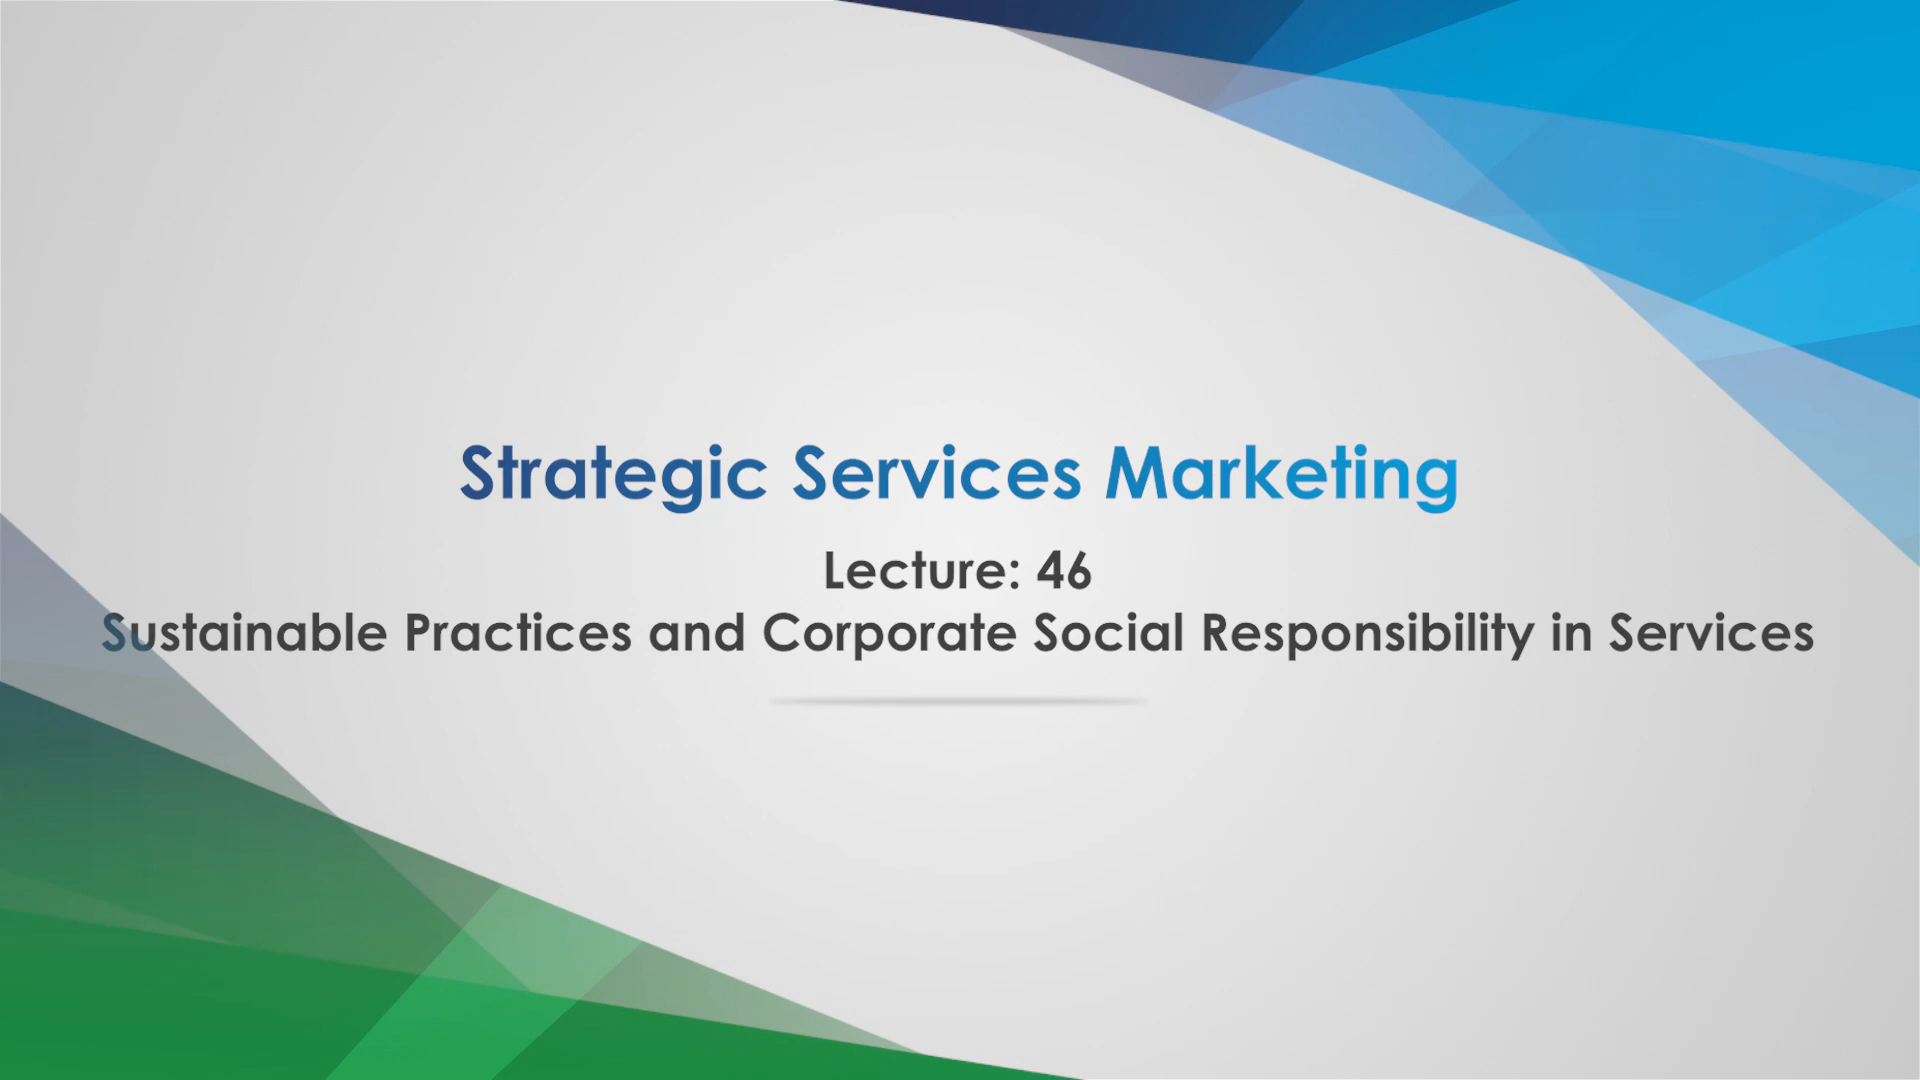 Strategic Services Marketing
Lecture: 46
Sustainable Practices and Corporate Social Responsibility in Services